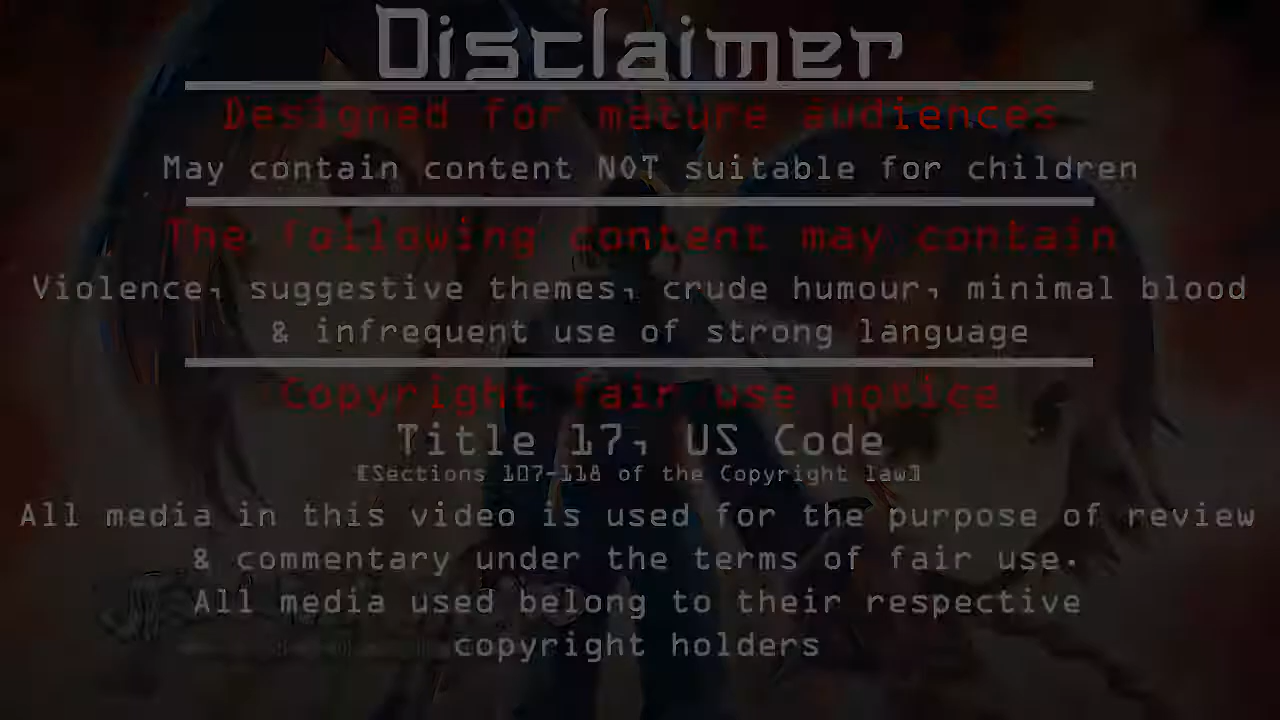 Disclaimer
Designed for mature audiences
May contain content NOT suitable for children
The following content may contain
Violence, suggestive themes, crude humour, minimal blood
& infrequent use of strong language
Copyright fair use notice
Title 17, US Code
[Sections 107-118 of the Copyright law]
All media in this video is used for the purpose of review
& commentary under the terms of fair use.
All media used belong to their respective
copyright holders